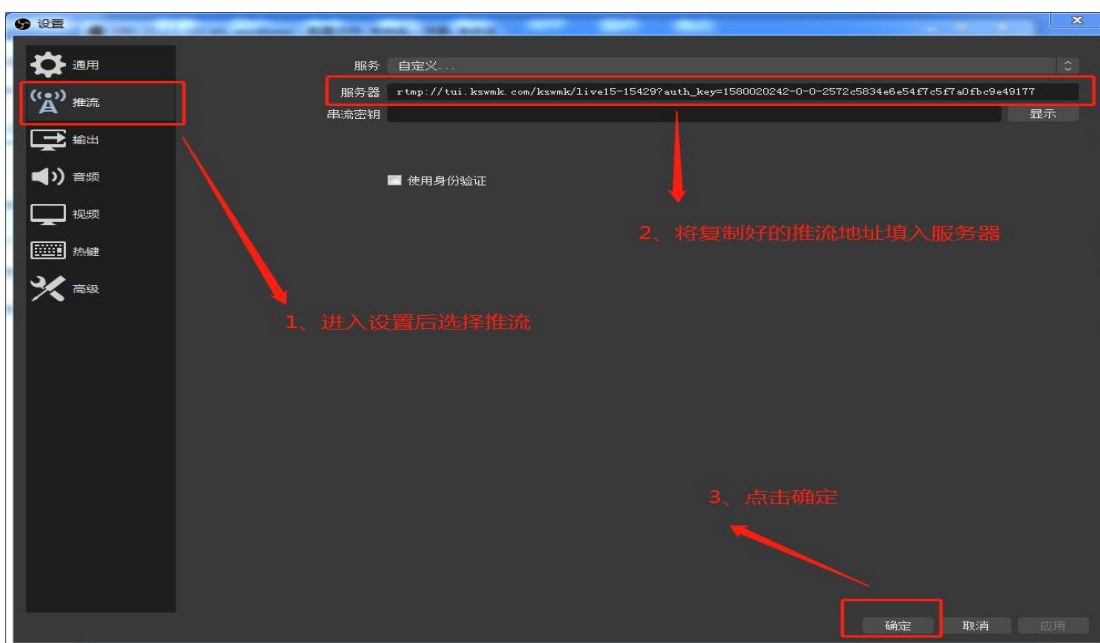 设置
通用
推流
输出
音频
视频
热键
高级
服务 自定义...
服务器 rtmp://tui.kswmk.com/kswmk/live15-15429?auth_key=1580020242-0-0-2572c5834e6e54f7c5f7a0fbc9e49177
串流密钥 显示
使用身份验证
2、将复制好的推流地址填入服务器
1、进入设置后选择推流
3、点击确定
确定 取消 应用